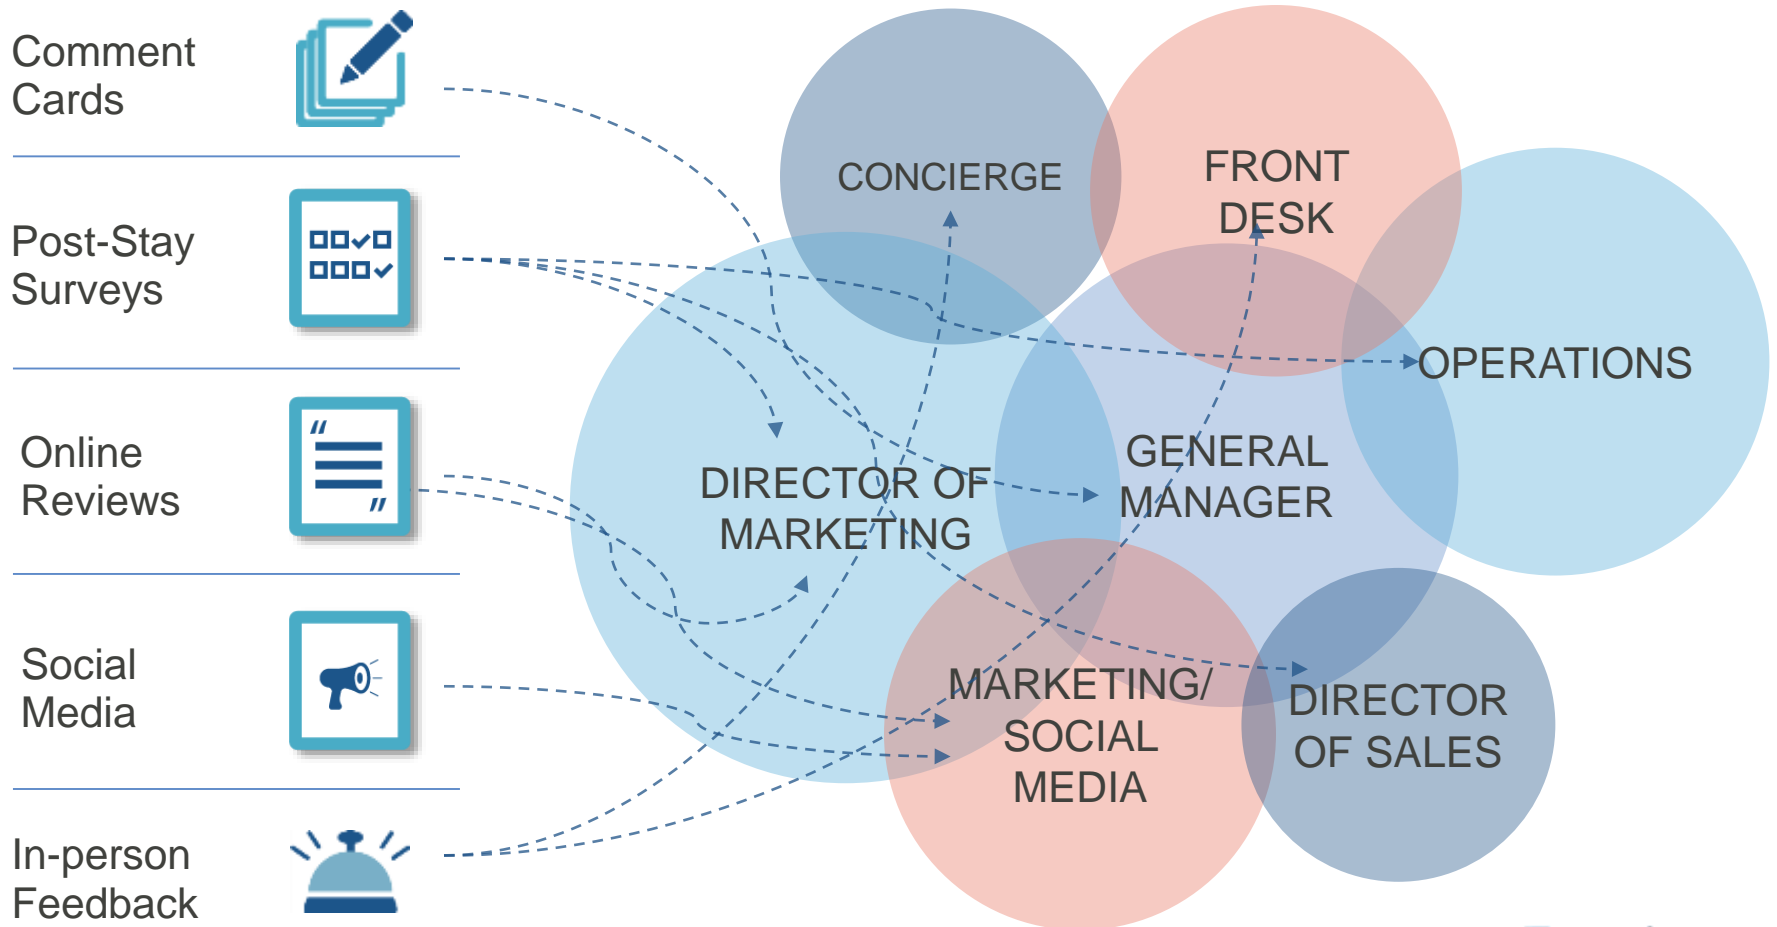 Comment
Cards
Post-Stay
Surveys
Online
Reviews
Social
Media
In-person
Feedback
CONCIERGE
FRONT
DESK
OPERATIONS
GENERAL
MANAGER
DIRECTOR OF
MARKETING
MARKETING/
SOCIAL
MEDIA
DIRECTOR
OF SALES